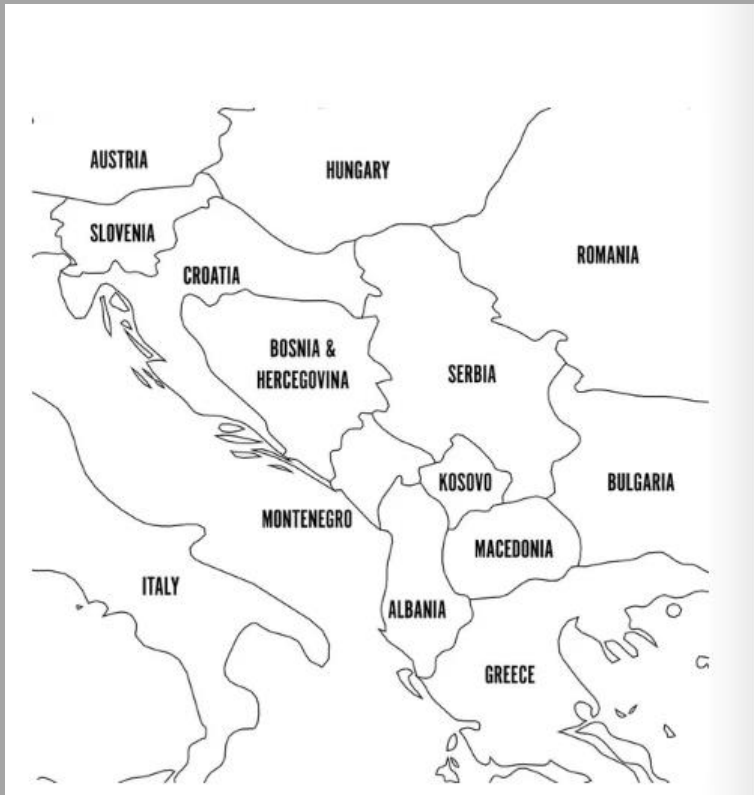 AUSTRIA
HUNGARY
SLOVENIA
ROMANIA
CROATIA
BOSNIA &
HERCEGOVINA
SERBIA
KOSOVO
BULGARIA
MONTENEGRO
MACEDONIA
ITALY
ALBANIA
GREECE